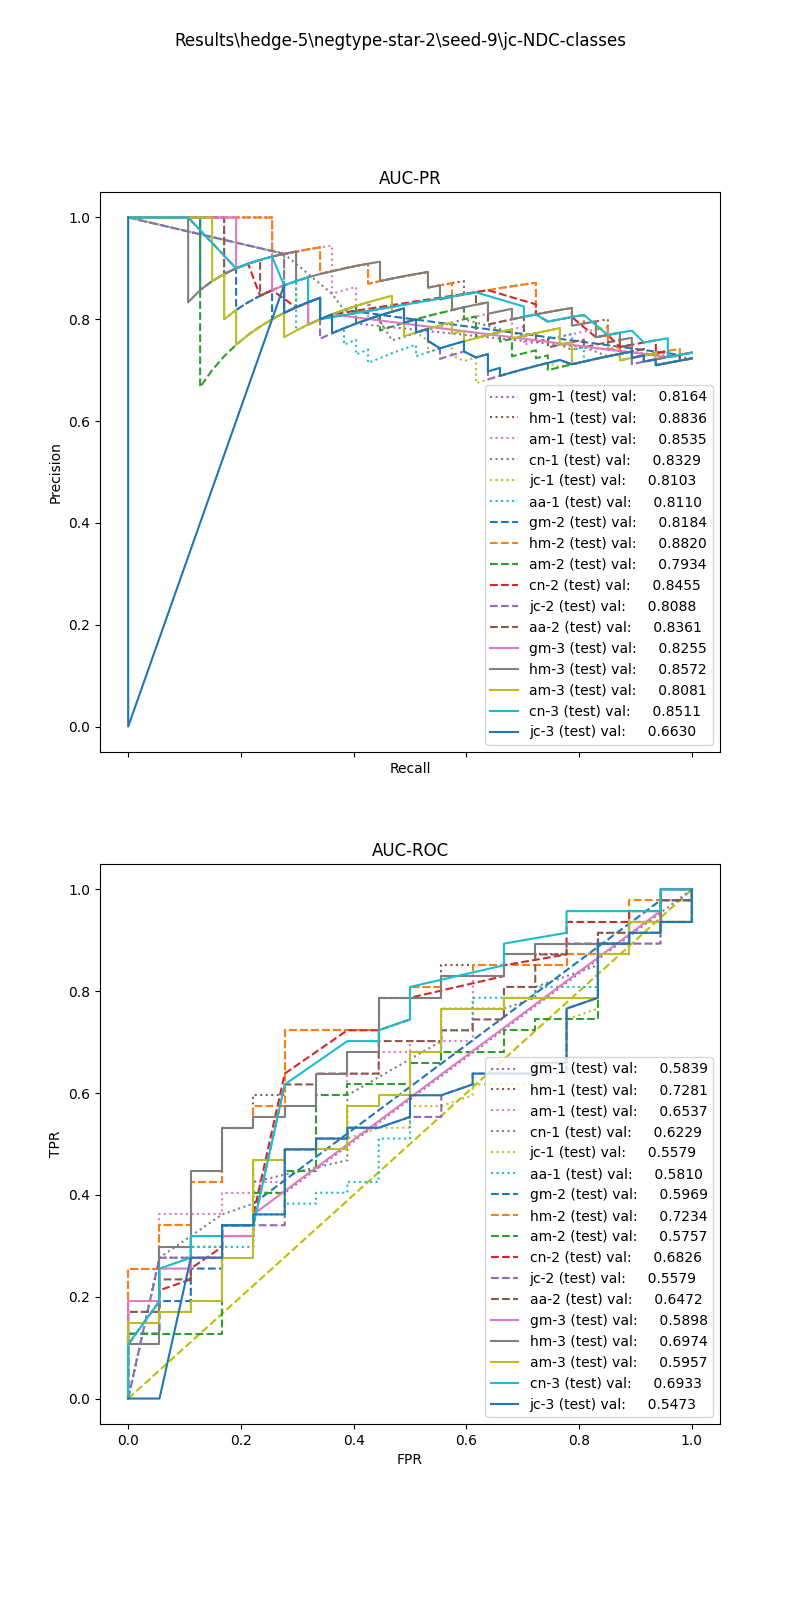 Results\hedge-5\negtype-star-2\seed-9\jc-NDC-classes
AUC-PR
1.0
0.8
0.6
0.4
0.2
0.0
Precision
Recall
gm-1 (test) val: 0.8164
hm-1 (test) val: 0.8836
am-1 (test) val: 0.8535
cn-1 (test) val: 0.8329
jc-1 (test) val: 0.8103
aa-1 (test) val: 0.8110
gm-2 (test) val: 0.8184
hm-2 (test) val: 0.8820
am-2 (test) val: 0.7934
cn-2 (test) val: 0.8455
jc-2 (test) val: 0.8088
aa-2 (test) val: 0.8361
gm-3 (test) val: 0.8255
hm-3 (test) val: 0.8572
am-3 (test) val: 0.8081
cn-3 (test) val: 0.8511
jc-3 (test) val: 0.6630
AUC-ROC
1.0
0.8
0.6
0.4
0.2
0.0
TPR
0.0 0.2 0.4 0.6 0.8 1.0
FPR
gm-1 (test) val: 0.5839
hm-1 (test) val: 0.7281
am-1 (test) val: 0.6537
cn-1 (test) val: 0.6229
jc-1 (test) val: 0.5579
aa-1 (test) val: 0.5810
gm-2 (test) val: 0.5969
hm-2 (test) val: 0.7234
am-2 (test) val: 0.5757
cn-2 (test) val: 0.6826
jc-2 (test) val: 0.5579
aa-2 (test) val: 0.6472
gm-3 (test) val: 0.5898
hm-3 (test) val: 0.6974
am-3 (test) val: 0.5957
cn-3 (test) val: 0.6933
jc-3 (test) val: 0.5473